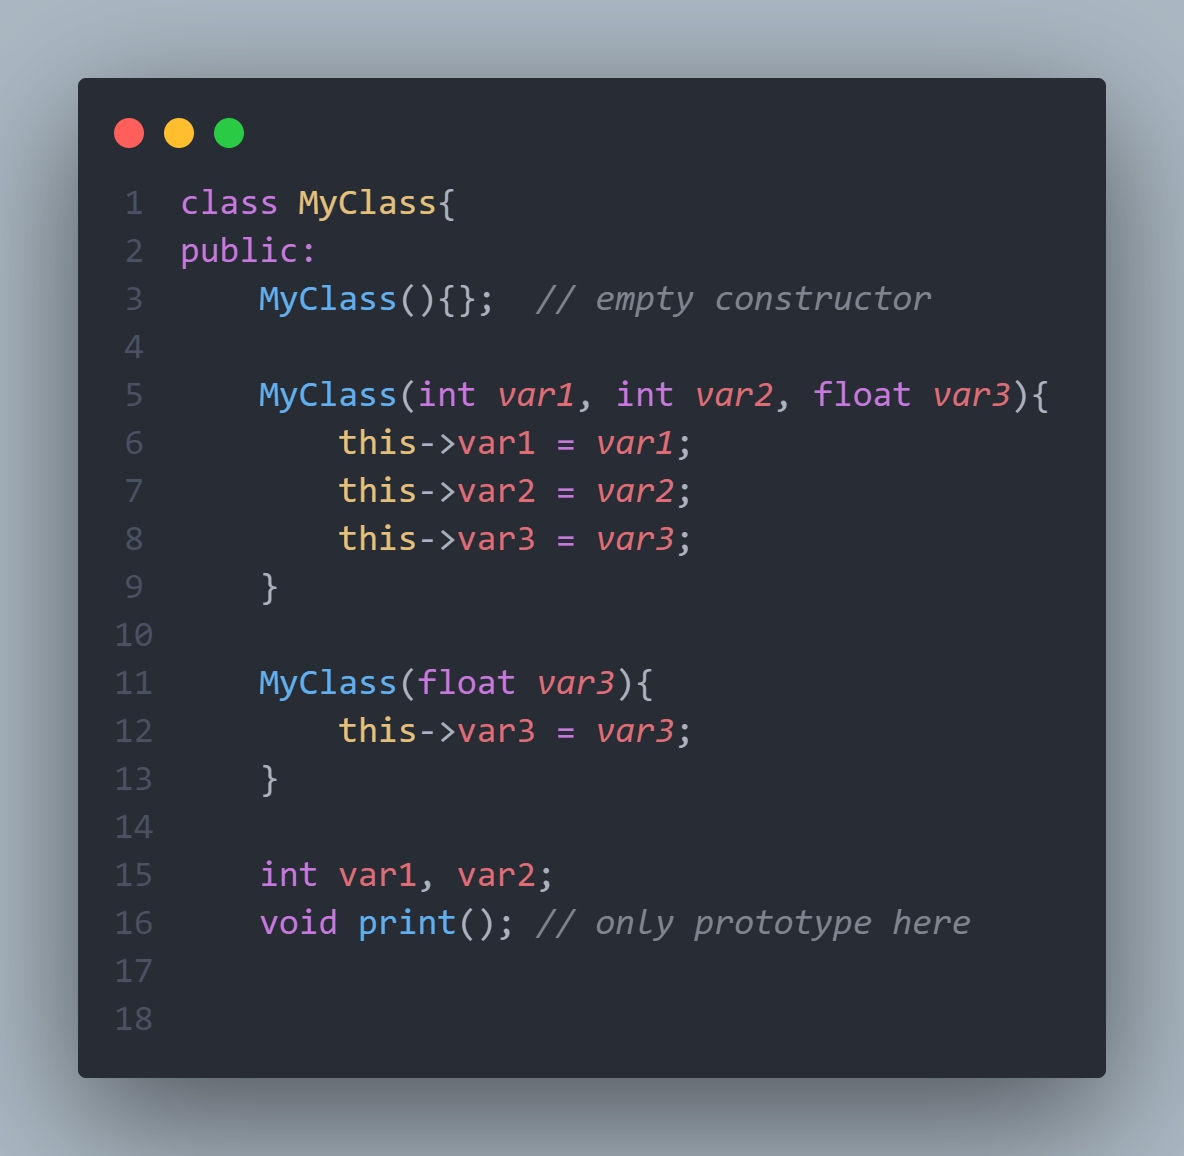 1 class MyClass{
2 public:
3     MyClass(){};  // empty constructor
4
5     MyClass(int var1, int var2, float var3){
6         this->var1 = var1;
7         this->var2 = var2;
8         this->var3 = var3;
9     }
10
11     MyClass(float var3){
12         this->var3 = var3;
13     }
14
15     int var1, var2;
16     void print(); // only prototype here
17
18